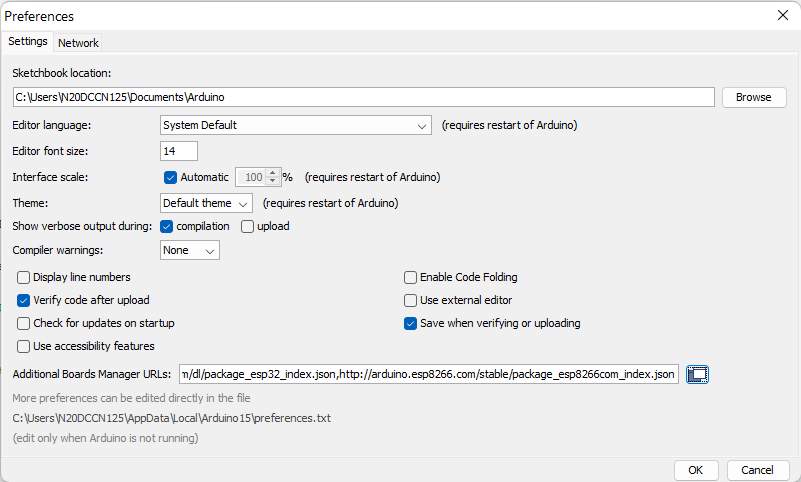 Preferences
Settings Network
Sketchbook location:
C:\Users\N20DCCN125\Documents\Arduino Browse
Editor language: System Default (requires restart of Arduino)
Editor font size: 14
Interface scale: Automatic 100 % (requires restart of Arduino)
Theme: Default theme (requires restart of Arduino)
Show verbose output during: compilation upload
Compiler warnings: None
Display line numbers Enable Code Folding
Verify code after upload Use external editor
Check for updates on startup Save when verifying or uploading
Use accessibility features
Additional Boards Manager URLs: m/dl/package_esp32_index.json,http://arduino.esp8266.com/stable/package_esp8266com_index.json
More preferences can be edited directly in the file
C:\Users\N20DCCN125\AppData\Local\Arduino15\preferences.txt
(edit only when Arduino is not running)
OK Cancel